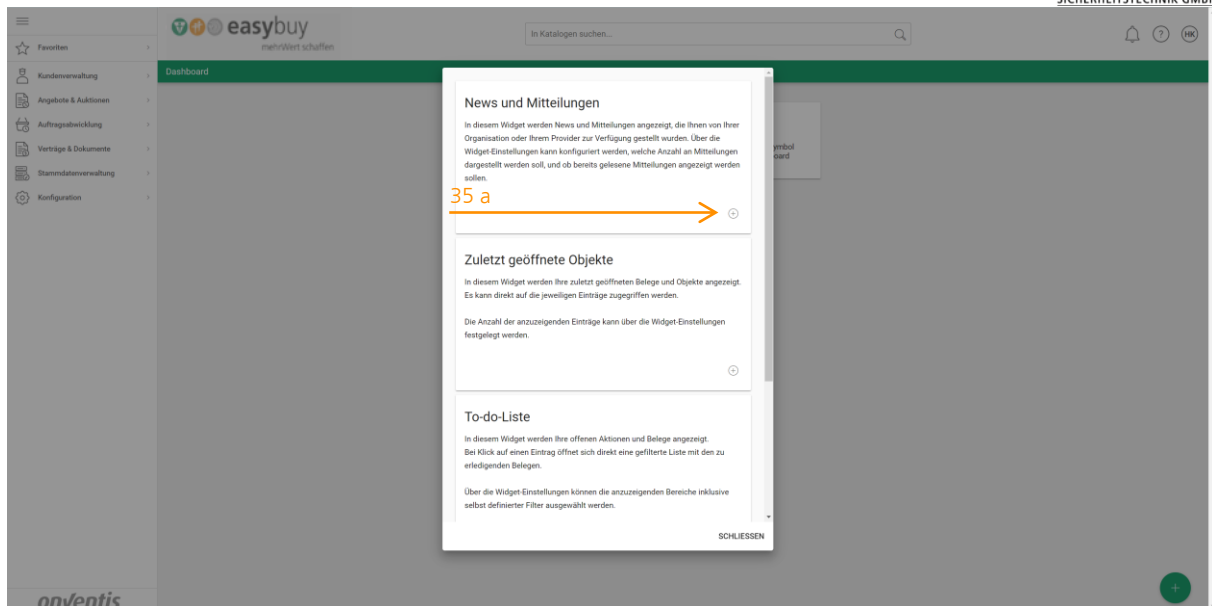 SICHERHEITSTECHNIK GMBH
easybuy
mehrWert schaffen
In Katalogen suchen...
HK
Favoriten
Kundenverwaltung
Angebote & Auktionen
Auftragsabwicklung
Verträge & Dokumente
Stammdatenverwaltung
Konfiguration
Dashboard
ymbol
oard
News und Mitteilungen
In diesem Widget werden News und Mitteilungen angezeigt, die Ihnen von Ihrer
Organisation oder Ihrem Provider zur Verfügung gestellt wurden. Über die
Widget-Einstellungen kann konfiguriert werden, welche Anzahl an Mitteilungen
dargestellt werden soll, und ob bereits gelesene Mitteilungen angezeigt werden
sollen.
35 a
Zuletzt geöffnete Objekte
In diesem Widget werden Ihre zuletzt geöffneten Belege und Objekte angezeigt.
Es kann direkt auf die jeweiligen Einträge zugegriffen werden.
Die Anzahl der anzuzeigenden Einträge kann über die Widget-Einstellungen
festgelegt werden.
To-do-Liste
In diesem Widget werden Ihre offenen Aktionen und Belege angezeigt.
Bei Klick auf einen Eintrag öffnet sich direkt eine gefilterte Liste mit den zu
erledigenden Belegen.
Über die Widget-Einstellungen können die anzuzeigenden Bereiche inklusive
selbst definierter Filter ausgewählt werden.
SCHLIESSEN
onventis